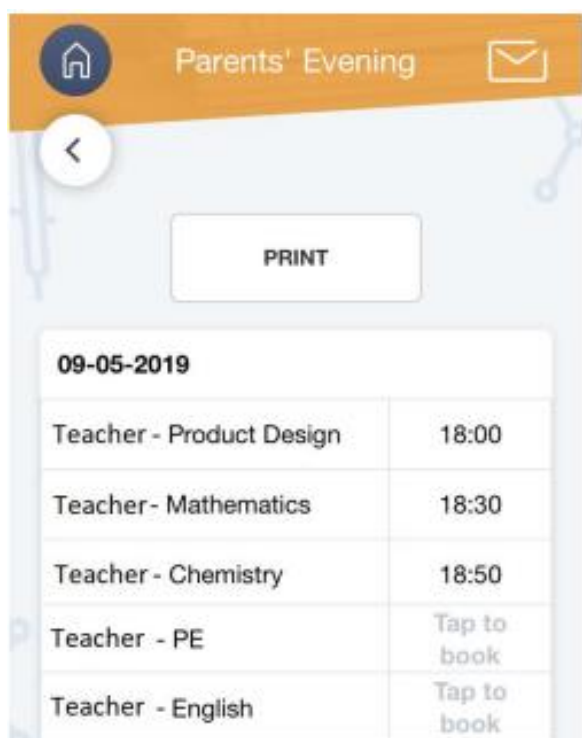 Parents' Evening
PRINT
09-05-2019
Teacher - Product Design 18:00
Teacher - Mathematics 18:30
Teacher - Chemistry 18:50
Teacher - PE Tap to
book
Teacher - English Tap to
book